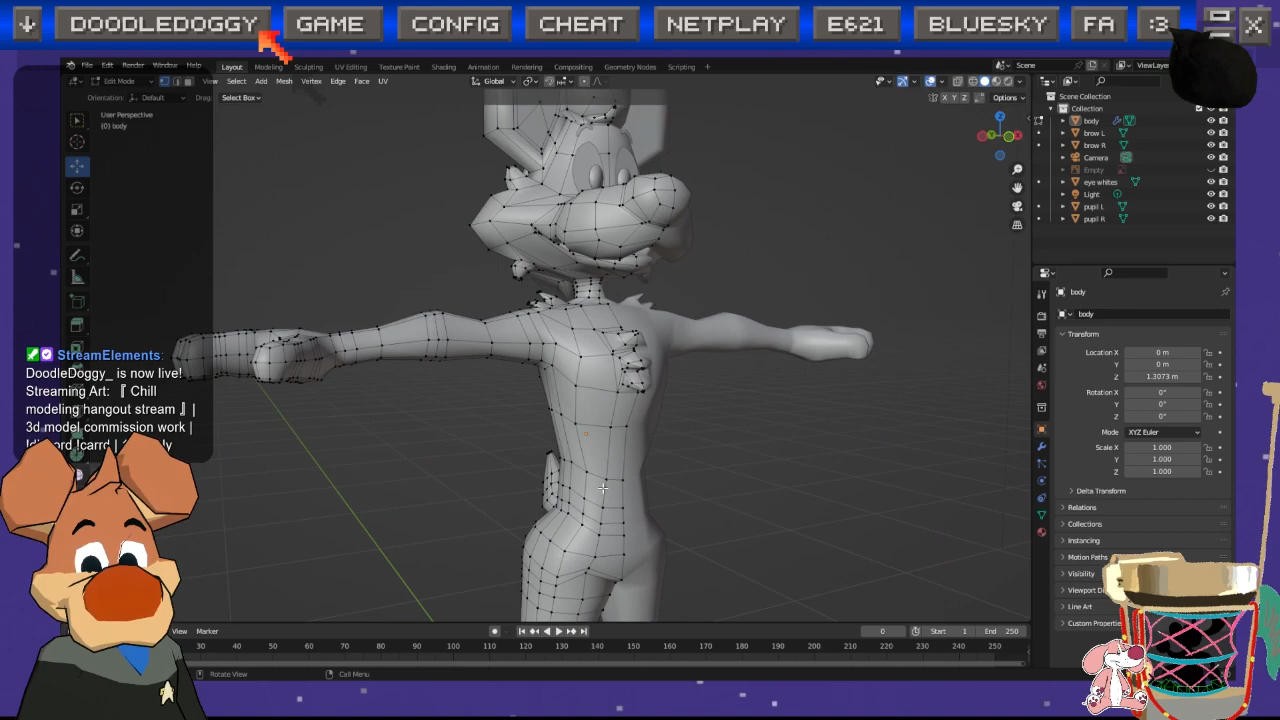 DOODLEDOGGY GAME CONFIG CHEAT NETPLAY E621 BLUESKY FA :3
File Edit Render Window Help Layout Modeling Sculpting UV Editing Texture Paint Shading Animation Rendering Compositing Geometry Nodes Scripting + Scene ViewLayer
Edit Mode View Select Add Mesh Vertex Edge Face UV Global
Orientation: Default Drag: Select Box X Y Z Options
User Perspective
(0) body
Scene Collection
Collection
body
brow L
brow R
Camera
Empty
eye whites
Light
pupil L
pupil R
body
body
Transform
Location X 0 m
Y 0 m
Z 1.3073 m
Rotation X 0°
Y 0°
Z 0°
Mode XYZ Euler
Scale X 1.000
Y 1.000
Z 1.000
Delta Transform
Relations
Collections
Instancing
Motion Paths
Visibility
Viewport Di
Line Art
Custom Properties
StreamElements:
DoodleDoggy_ is now live!
Streaming Art: 『 Chill
modeling hangout stream 』 |
3d model commission work |
View Marker 0 Start 1 End 250
30 40 50 60 70 80 90 100 110 120 130 140 150 160 170 180 190 200 210 220 230 240 250
Rotate View Call Menu